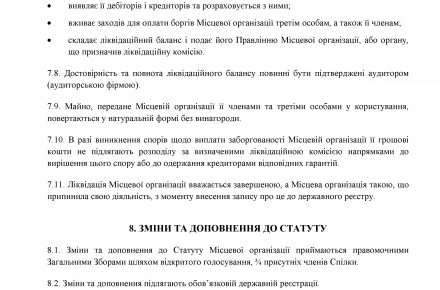 • виявляє її дебіторів і кредиторів та розраховується з ними;
• вживає заходів для оплати боргів Місцевої організації третім особам, а також її членам;
• складає ліквідаційний баланс і подає його Правлінню Місцевої організації, або органу,
що призначив ліквідаційну комісію.
7.8. Достовірність та повнота ліквідаційного балансу повинні бути підтверджені аудитором
(аудиторською фірмою).
7.9. Майно, передане Місцевій організації її членами та третіми особами у користування,
повертаються у натуральній формі без винагороди.
7.10. В разі виникнення спорів щодо виплати заборгованості Місцевій організації її грошові
кошти не підлягають розподілу за визначеними ліквідаційною комісією напрямками до
вирішення цього спору або до одержання кредиторами відповідних гарантій.
7.11. Ліквідація Місцевої організації вважається завершеною, а Місцева організація такою, що
припинила свою діяльність, з моменту внесення запису про це до державного реєстру.
8. ЗМІНИ ТА ДОПОВНЕННЯ ДО СТАТУТУ
8.1. Зміни та доповнення до Статуту Місцевої організації приймаються правомочними
Загальними Зборами шляхом відкритого голосування, ¾ присутніх членів Спілки.
8.2. Зміни та доповнення підлягають обов’язковій державній реєстрації.